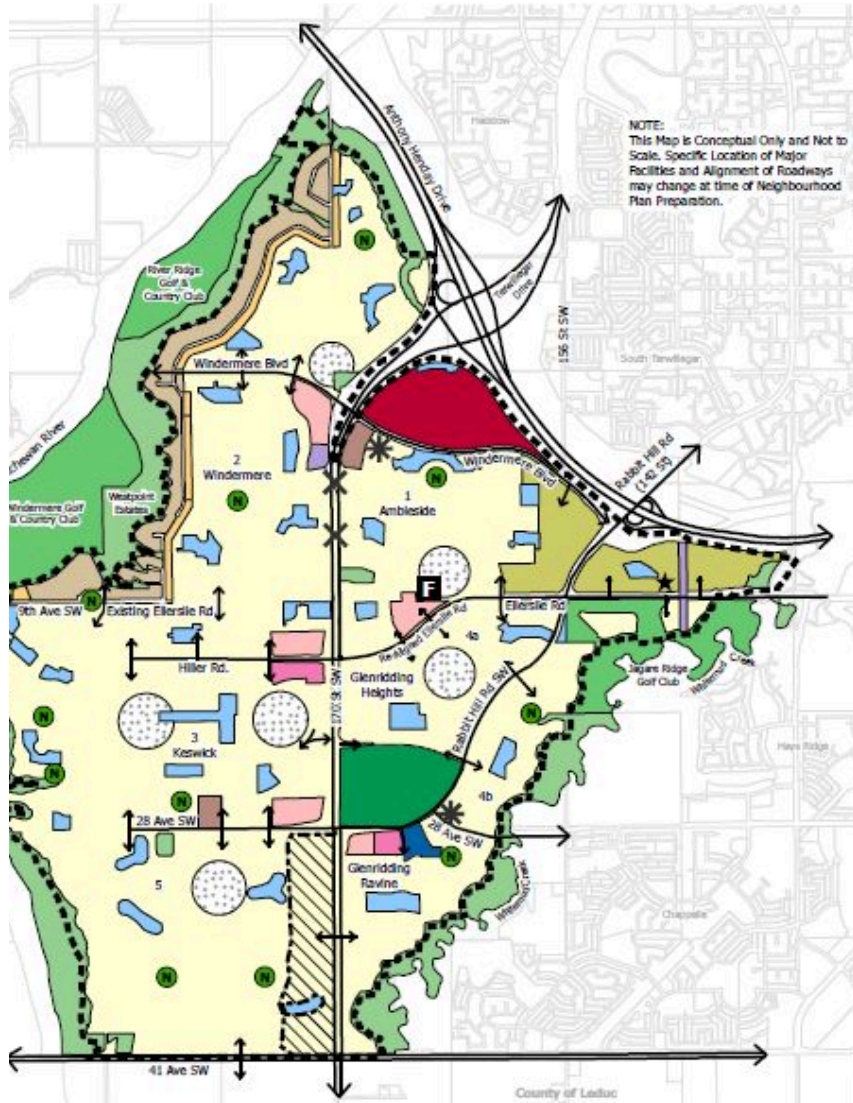 Anthony Henday Drive
Haddow
NOTE:
This Map is Conceptual Only and Not to
Scale. Specific Location of Major
Facilities and Alignment of Roadways
may change at time of Neighbourhood
Plan Preparation.
N
River Ridge
Golf &
Country Club
Terwillegar
Drive
156 St SW
South Terwillegar
Windermere Blvd
chewan River
Rabbit Hill Rd
(142 St)
2
Windermere
Windermere Blvd
N
Westpoint
Estates
N
1
Ambleside
Windermere Golf
& Country Club
F
N
9th Ave SW
Existing Ellerslie Rd.
Ellerslie Rd
Re-Aligned Ellerslie Rd
4a
Hiller Rd.
Glenridding
Heights
Jagare Ridge
Golf Club
Whitemud Creek
170 St SW
Rabbit Hill Rd SW
N
N
3
Keswick
Hays Ridge
N
N
4b
28 Ave SW
28 Ave SW
N
Glenridding
Ravine
5
Whitemud Creek
Chappelle
N
N
41 Ave SW
County of Leduc